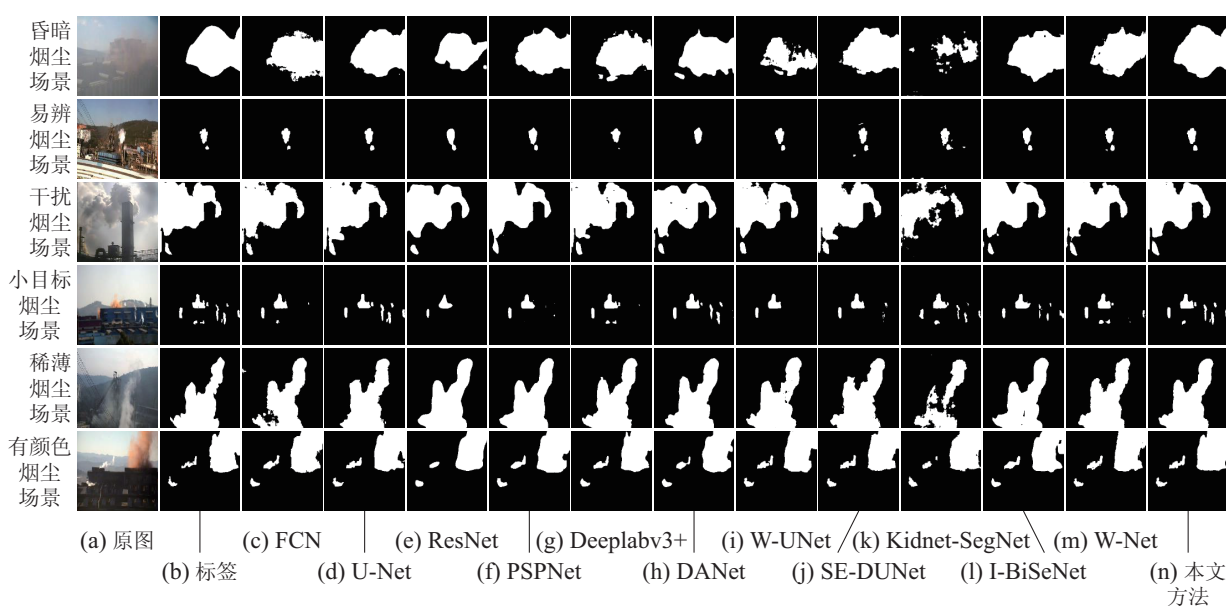 昏暗
烟尘
场景
易辨
烟尘
场景
干扰
烟尘
场景
小目标
烟尘
场景
稀薄
烟尘
场景
有颜色
烟尘
场景
(a) 原图
(c) FCN
(e) ResNet
(g) Deeplabv3+
(i) W-UNet
(k) Kidnet-SegNet
(m) W-Net
(b) 标签
(d) U-Net
(f) PSPNet
(h) DANet
(j) SE-DUNet
(l) I-BiSeNet
(n) 本文
方法